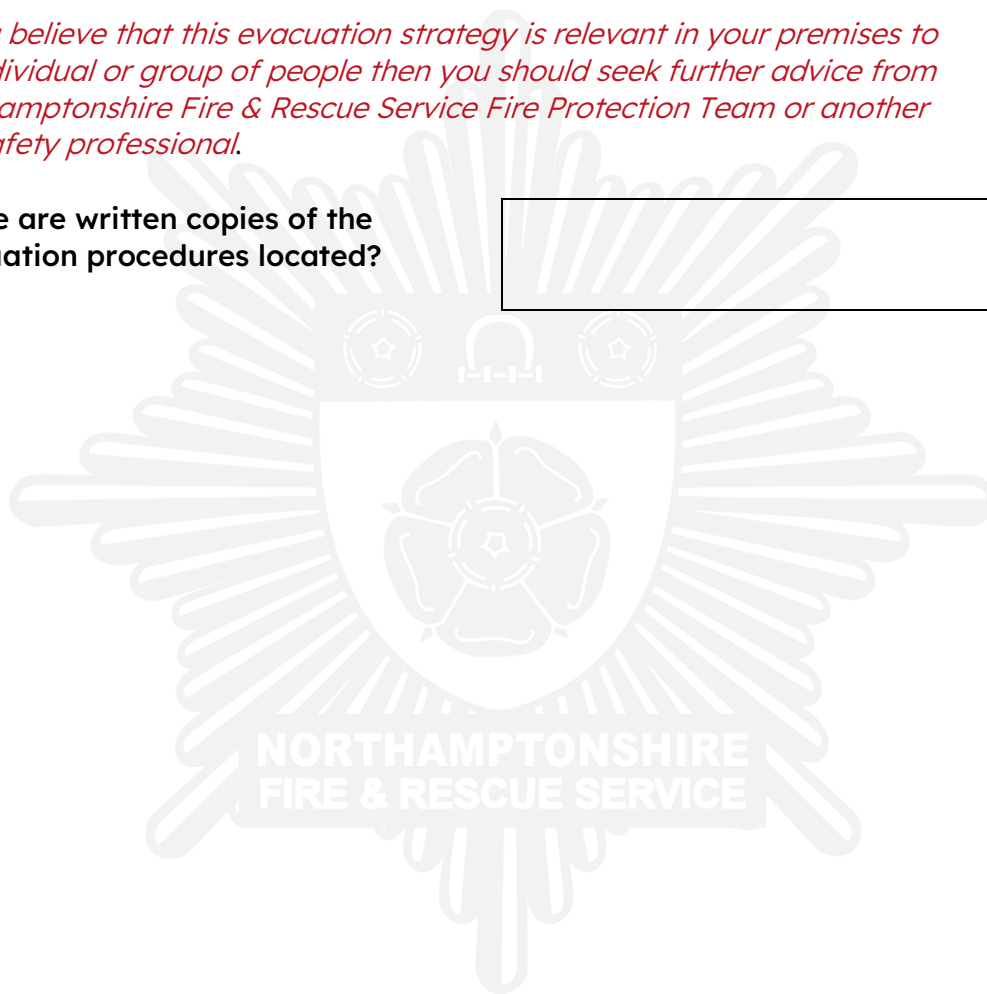 believe that this evacuation strategy is relevant in your premises to
dividual or group of people then you should seek further advice from
amptonshire Fire & Rescue Service Fire Protection Team or another
afety professional.
e are written copies of the
uation procedures located?
NORTHAMPTONSHIRE
FIRE & RESCUE SERVICE